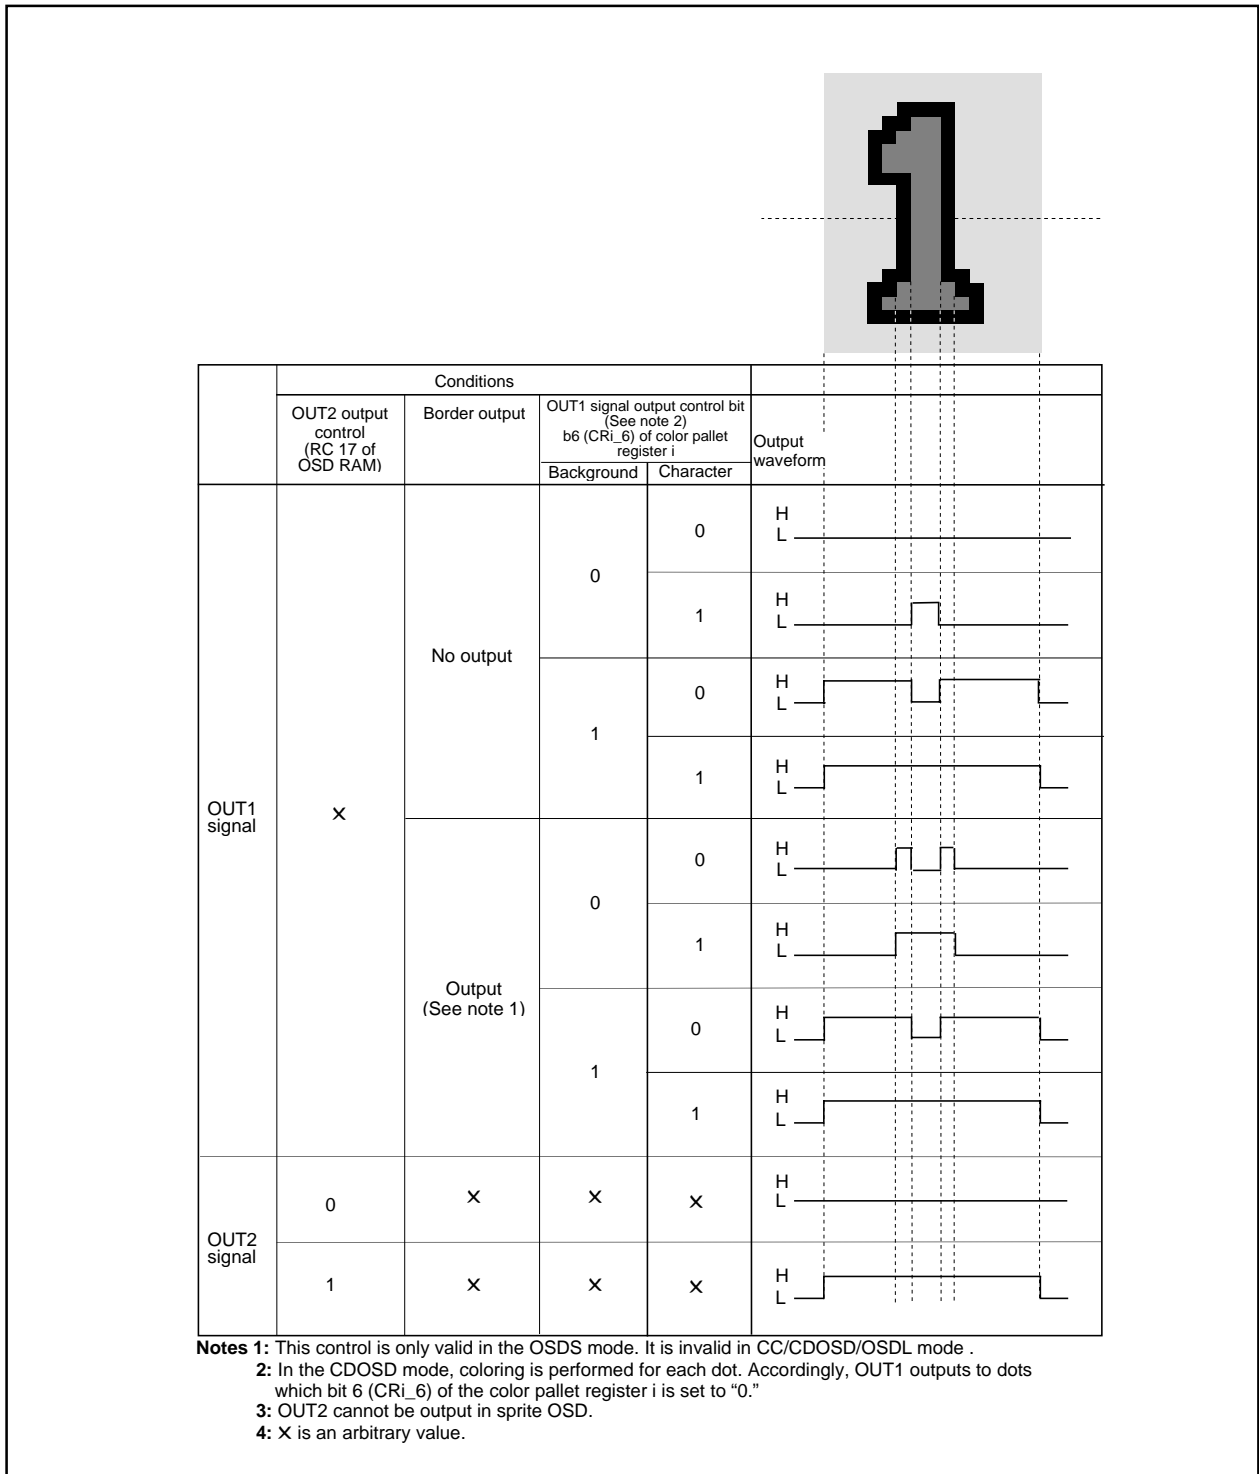 Conditions
OUT2 output
control
(RC 17 of
OSD RAM)
Border output
OUT1 signal output control bit
(See note 2)
b6 (CRi_6) of color pallet
register i
Background
Character
Output
waveform
OUT1
signal
×
No output
0
0
H
L
1
H
L
1
0
H
L
1
H
L
Output
(See note 1)
0
0
H
L
1
H
L
1
0
H
L
1
H
L
OUT2
signal
0
×
×
×
H
L
1
×
×
×
H
L
Notes 1: This control is only valid in the OSDS mode. It is invalid in CC/CDOSD/OSDL mode .
2: In the CDOSD mode, coloring is performed for each dot. Accordingly, OUT1 outputs to dots
which bit 6 (CRi_6) of the color pallet register i is set to “0.”
3: OUT2 cannot be output in sprite OSD.
4: × is an arbitrary value.